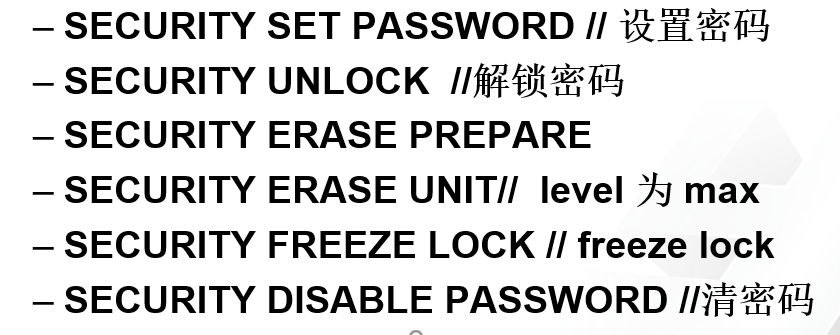 – SECURITY SET PASSWORD // 设置密码
– SECURITY UNLOCK //解锁密码
– SECURITY ERASE PREPARE
– SECURITY ERASE UNIT// level 为 max
– SECURITY FREEZE LOCK // freeze lock
– SECURITY DISABLE PASSWORD //清密码